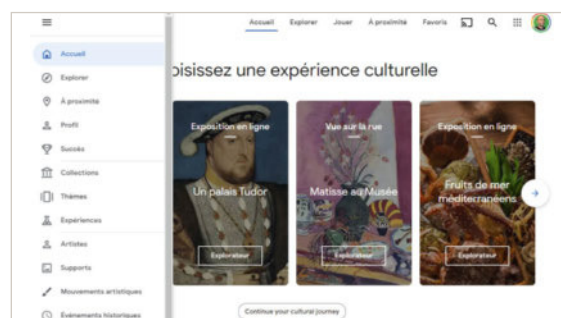 Accueil Explorer Jouer À proximité Favoris
Accueil
Explorer
À proximité
Profil
Succès
Collections
Thèmes
Expériences
Artistes
Supports
Mouvements artistiques
Événements historiques
oisissez une expérience culturelle
Exposition en ligne
Un palais Tudor
Explorateur
Vue sur la rue
Matisse au Musée
Explorateur
Exposition en ligne
Fruits de mer
méditerranéens
Explorateur
Continue your cultural journey